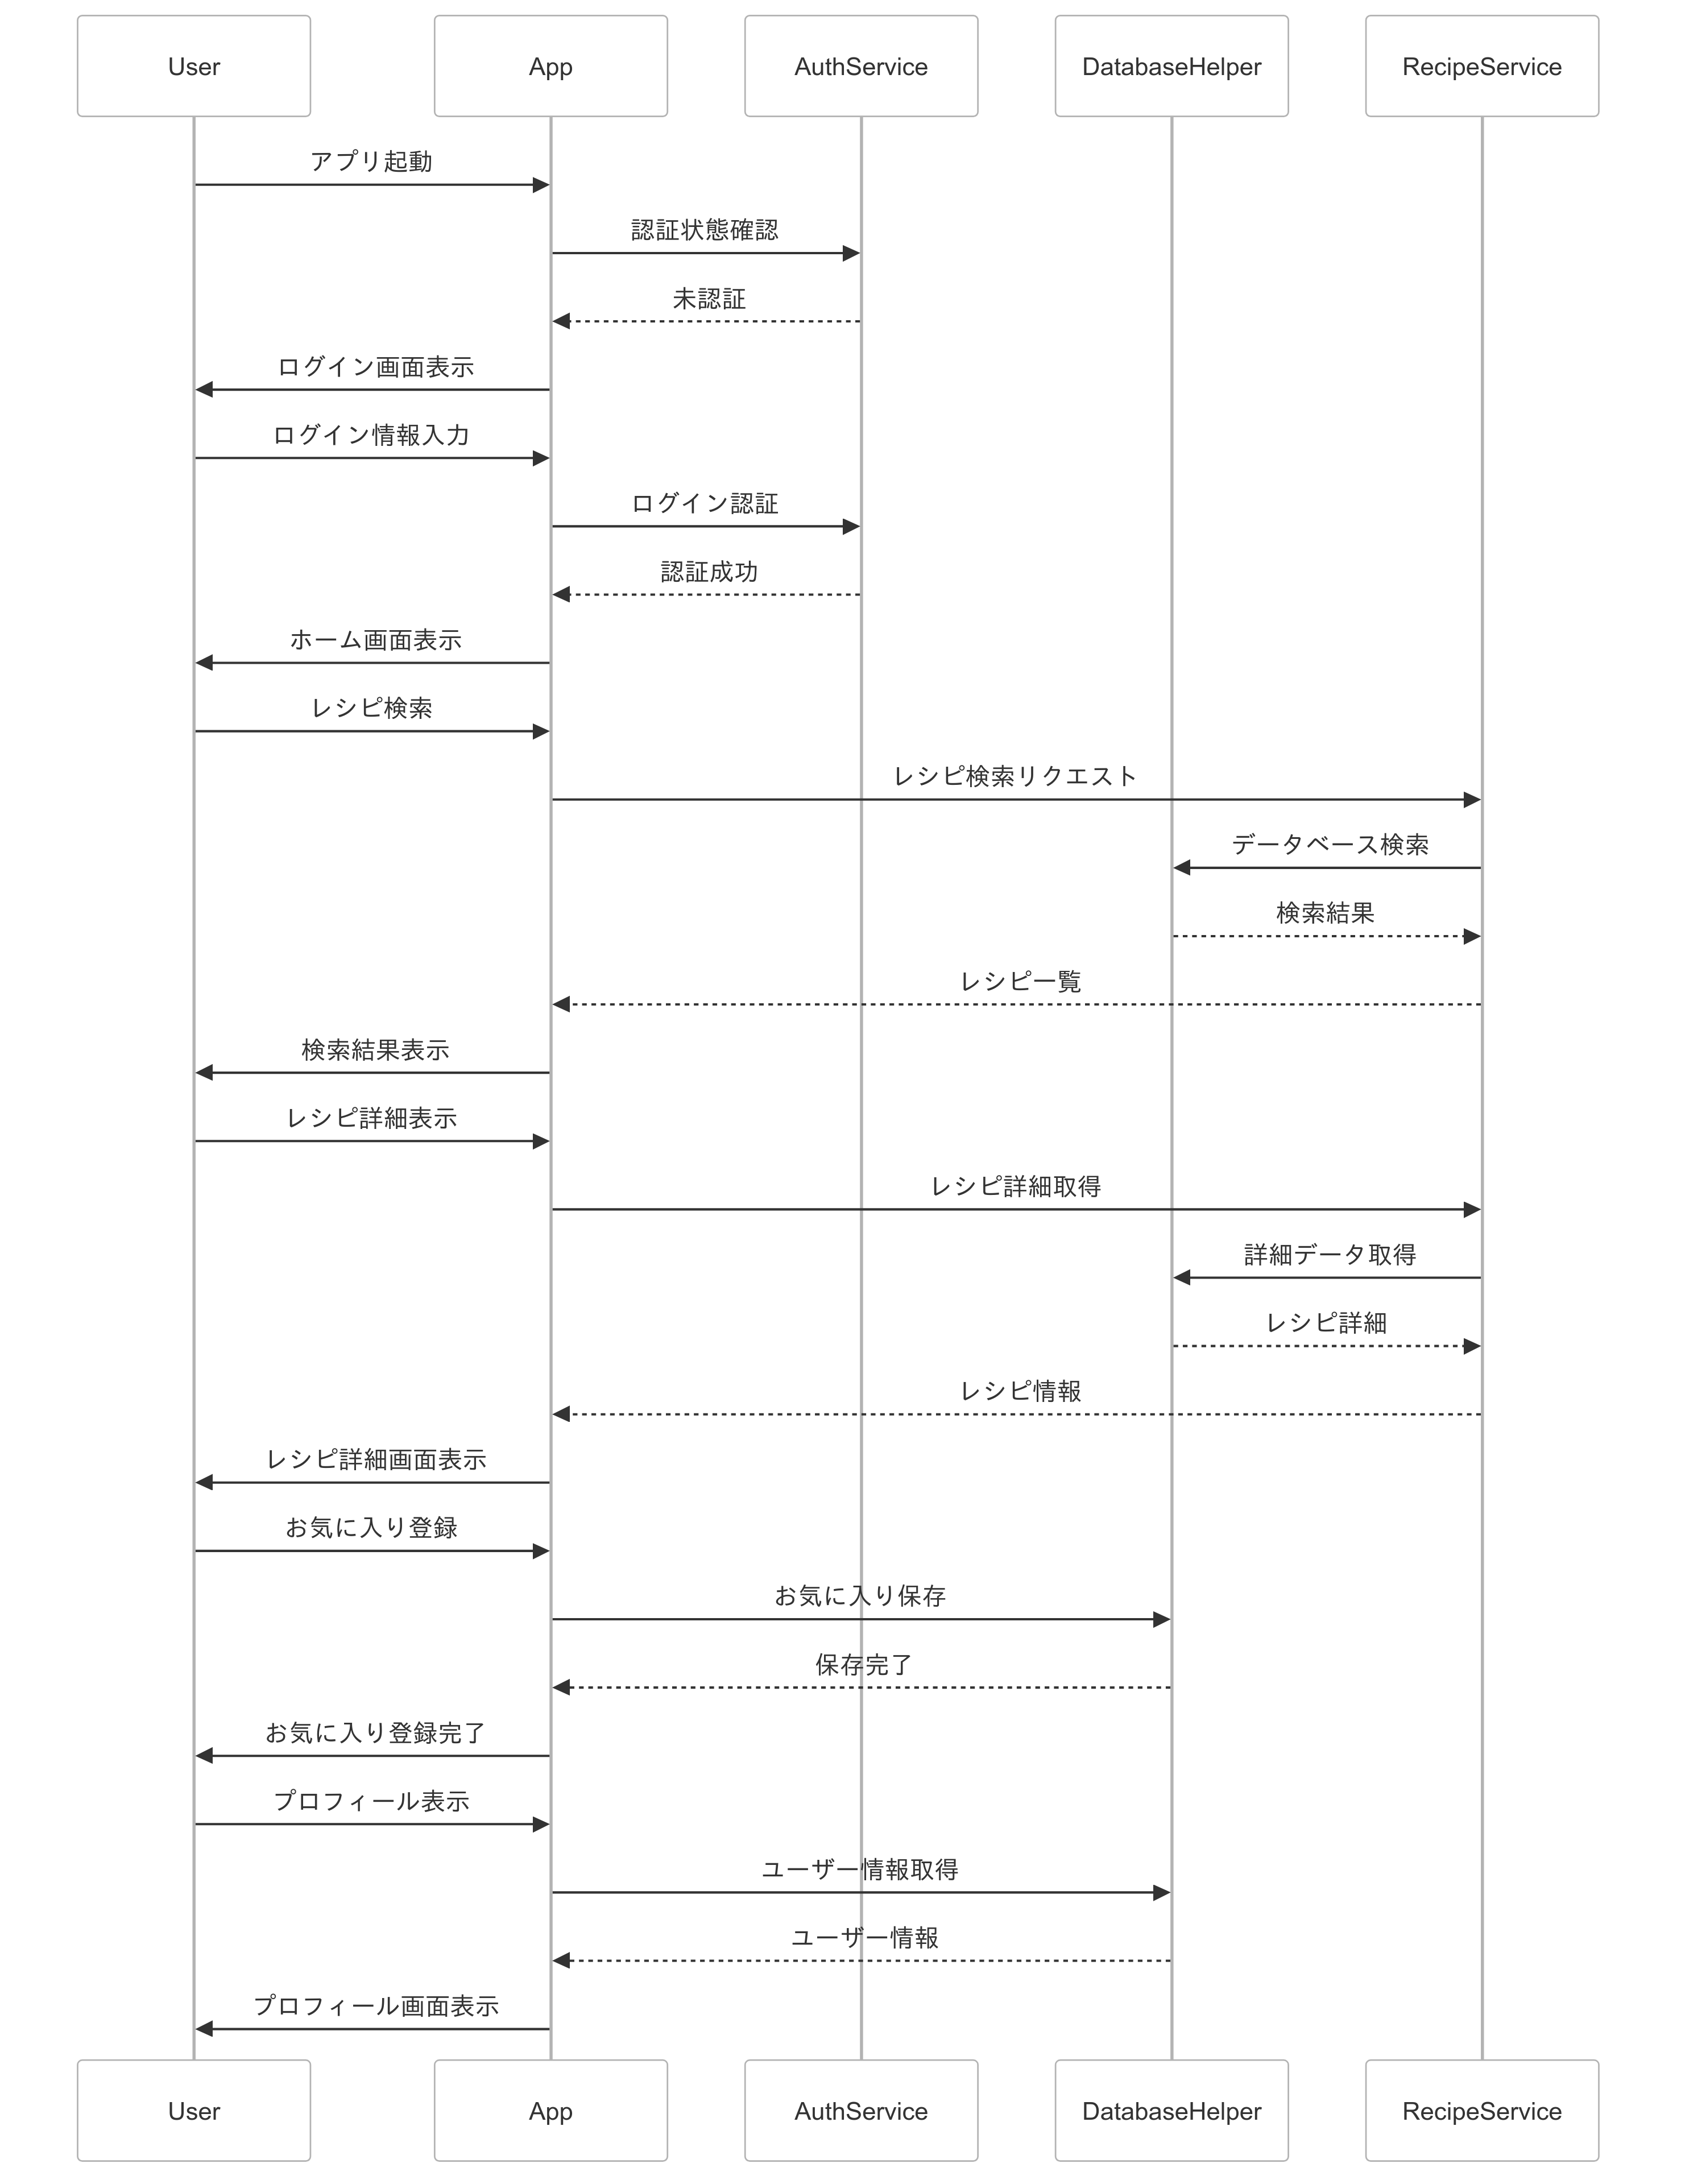 User
App
AuthService
DatabaseHelper
RecipeService
アプリ起動
認証状態確認
未認証
ログイン画面表示
ログイン情報入力
ログイン認証
認証成功
ホーム画面表示
レシピ検索
レシピ検索リクエスト
データベース検索
検索結果
レシピ一覧
検索結果表示
レシピ詳細表示
レシピ詳細取得
詳細データ取得
レシピ詳細
レシピ情報
レシピ詳細画面表示
お気に入り登録
お気に入り保存
保存完了
お気に入り登録完了
プロフィール表示
ユーザー情報取得
ユーザー情報
プロフィール画面表示
User
App
AuthService
DatabaseHelper
RecipeService